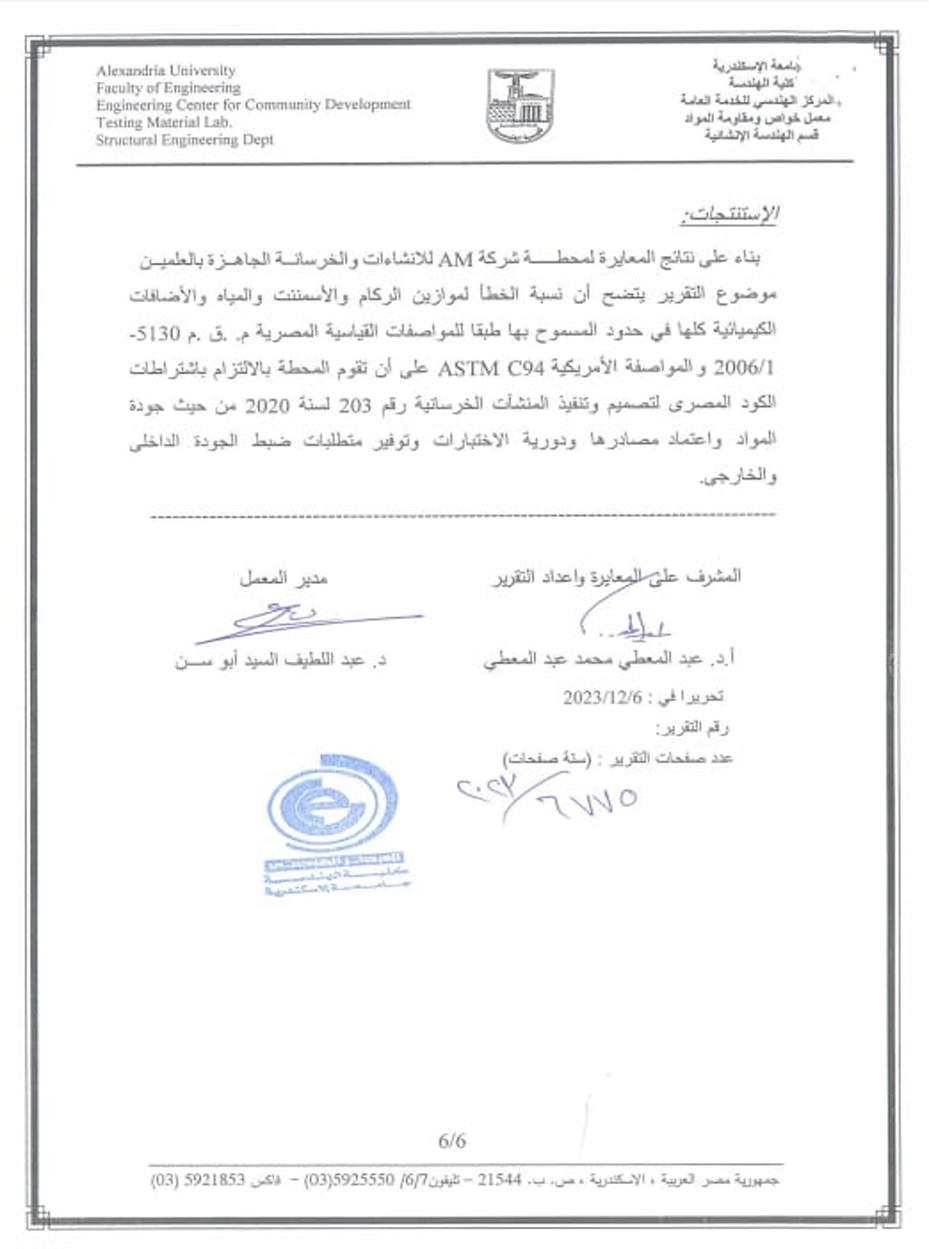 Alexandria University
Faculty of Engineering
Engineering Center for Community Development
Testing Material Lab.
Structural Engineering Dept
جامعة الإسكندرية
كلية الهندسة
المركز الهندسي للخدمة العامة
معمل خواص ومقاومة المواد
قسم الهندسة الإنشائية
الإستنتجات:
بناء على نتائج المعايرة لمحطة شركة AM للانشاءات والخرسانة الجاهزة بالعلمين
موضوع التقرير يتضح أن نسبة الخطأ لموازين الركام والأسمنت والمياه والأضافات
الكيميائية كلها في حدود المسموح بها طبقا للمواصفات القياسية المصرية م. .ق .م 5130-
2006/1 و المواصفة الأمريكية ASTM C94 على أن تقوم المحطة بالالتزام باشتراطات
الكود المصرى لتصميم وتنفيذ المنشآت الخرسانية رقم 203 لسنة 2020 من حيث جودة
المواد واعتماد مصادرها ودورية الاختبارات وتوفير متطلبات ضبط الجودة الداخلى
والخارجى.
المشرف على المعايرة واعداد التقرير
مدير المعمل
أ.د. عبد المعطي محمد عبد المعطي
د. عبد اللطيف السيد أبو ســن
تحريرا في : 2023/12/6
رقم التقرير:
عدد صفحات التقرير : (ستة صفحات)
٦٧٧٥ / ٢٠٢٣
كلية الهندسة
جامعة الاسكندرية
6/6
جمهورية مصر العربية ، الاسكندرية ، ص. ب. 21544 – تليفون6/7/ 5925550(03) – فاكس 5921853 (03)